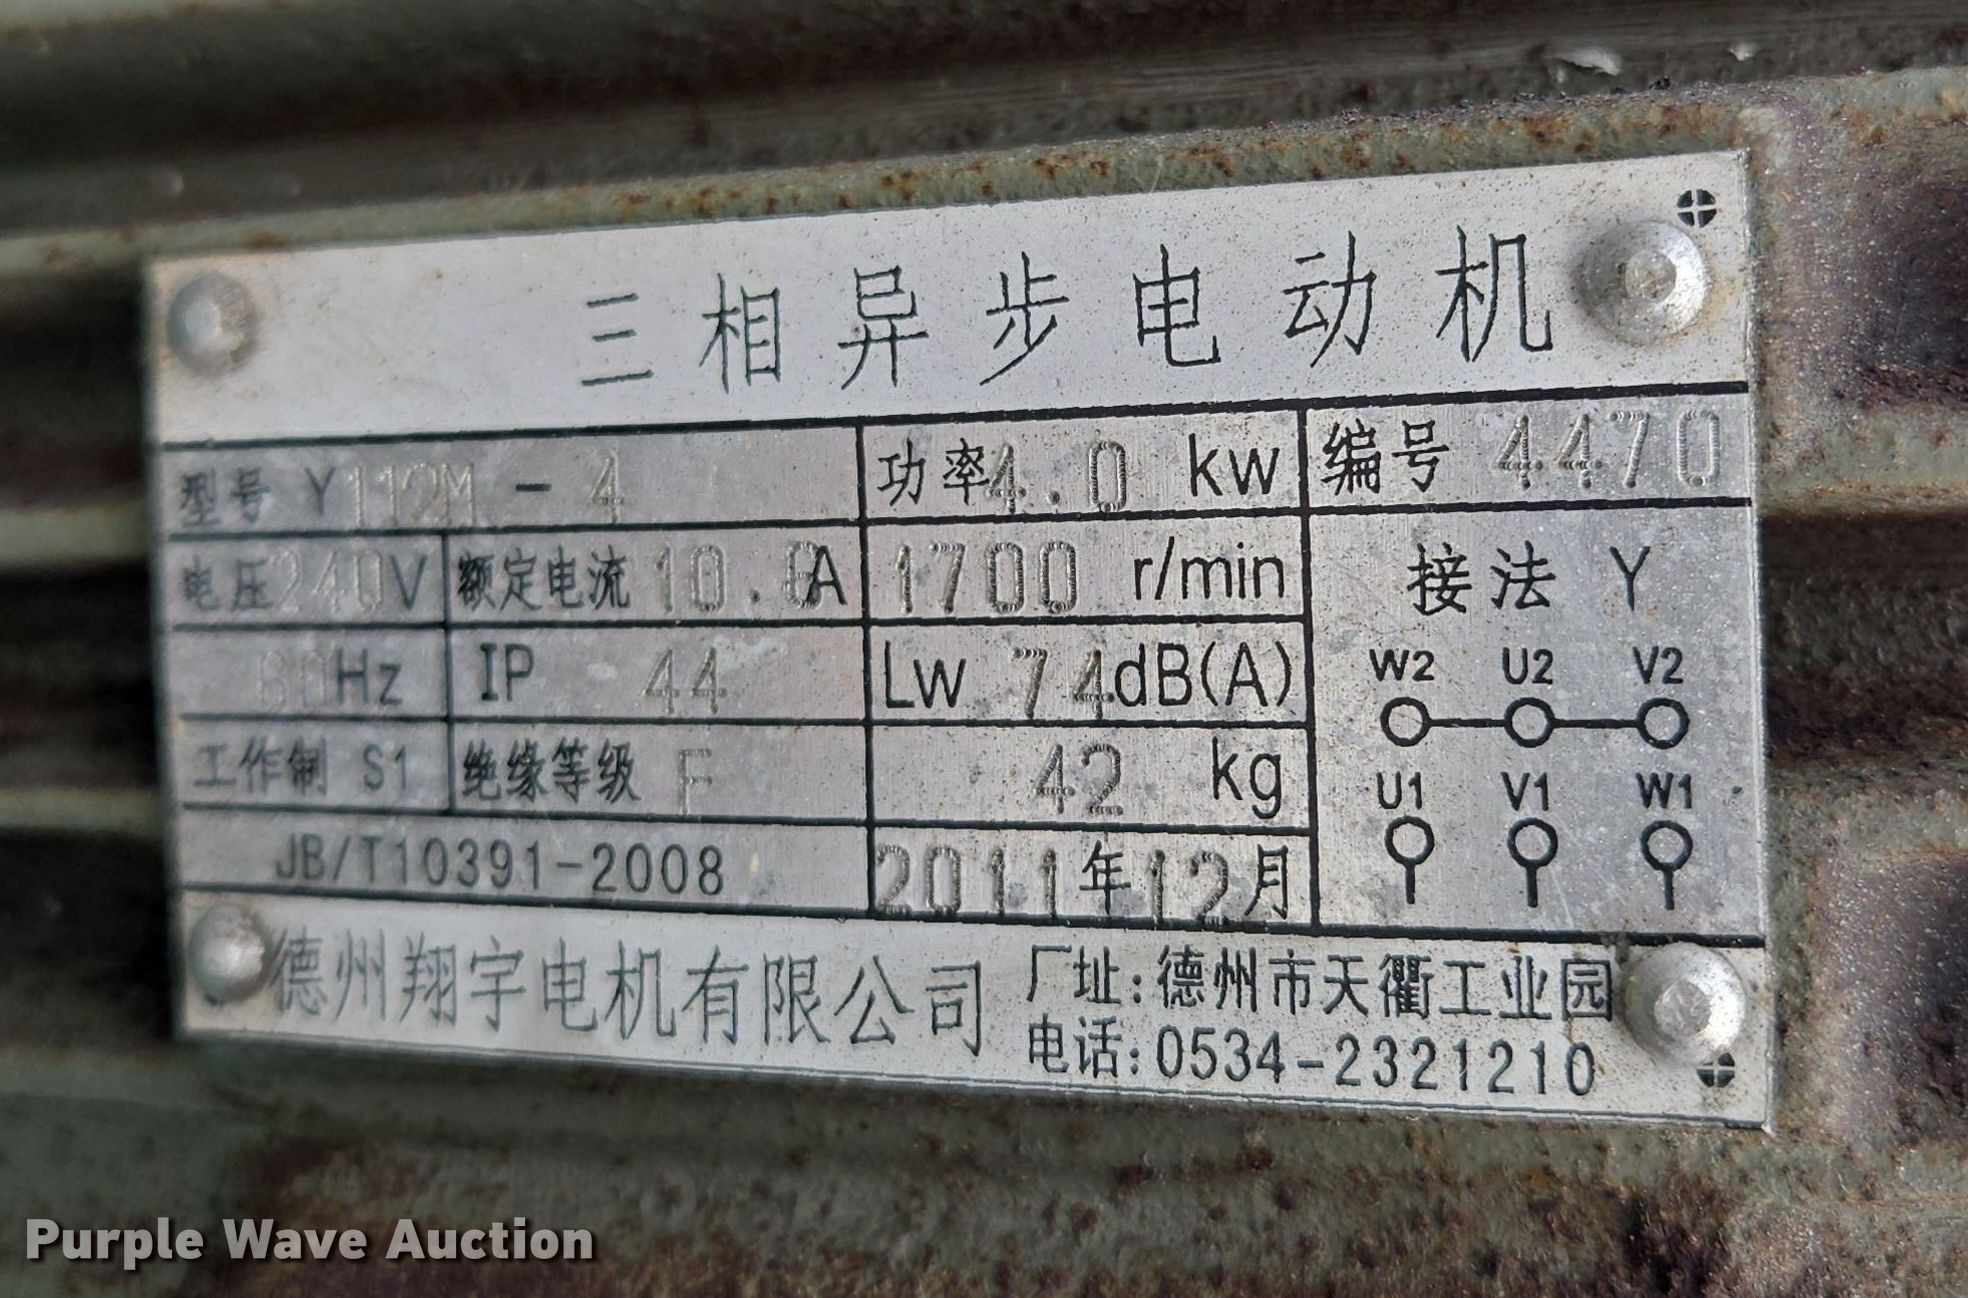 三相异步电动机
型号 Y112M - 4 功率 4.0 kw 编号 4470
电压 240V 额定电流 10.0A 1700 r/min 接法 Y
60Hz IP 44 Lw 74dB(A)
W2 U2 V2
工作制 S1 绝缘等级 F 42 kg
U1 V1 W1
JB/T10391-2008 2011年12月
德州翔宇电机有限公司 厂址:德州市天衢工业园
电话:0534-2321210
Purple Wave Auction